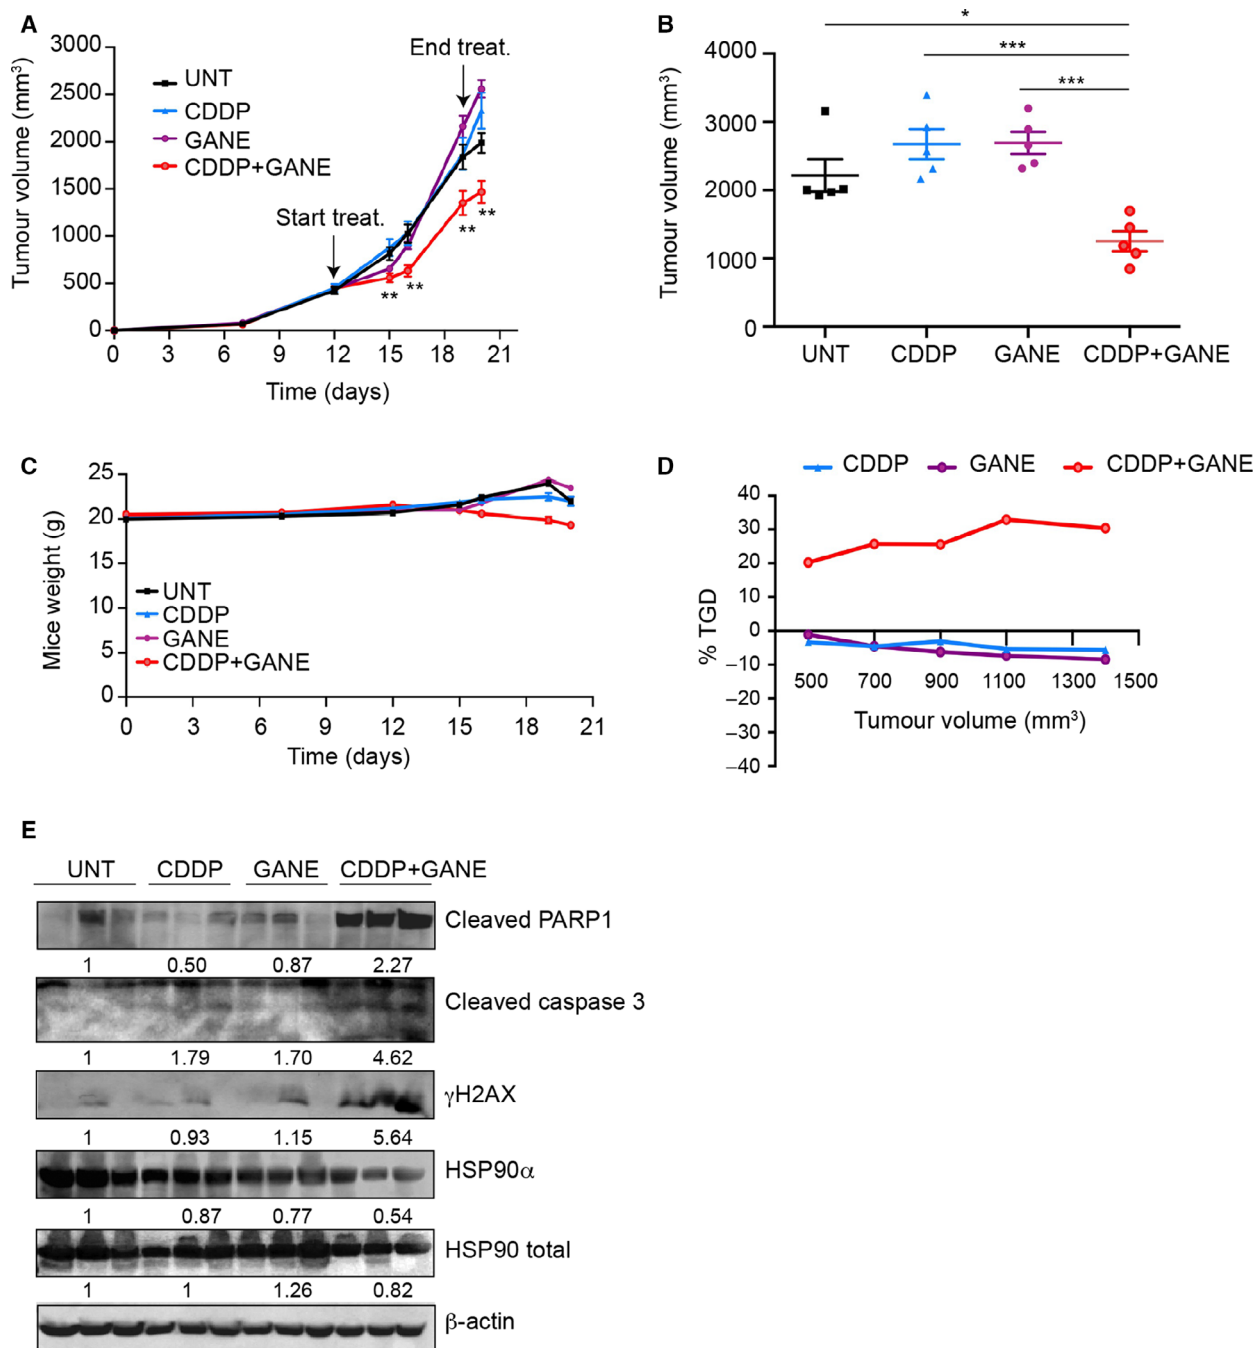 A
Tumour volume (mm³)
3000
2500
2000
1500
1000
500
0
UNT
CDDP
GANE
CDDP+GANE
Start treat.
End treat.
**
**
**
**
0 3 6 9 12 15 18 21
Time (days)
B
Tumour volume (mm³)
4000
3000
2000
1000
0
*
***
***
UNT CDDP GANE CDDP+GANE
C
Mice weight (g)
25
20
15
10
5
0
UNT
CDDP
GANE
CDDP+GANE
0 3 6 9 12 15 18 21
Time (days)
D
CDDP GANE CDDP+GANE
% TGD
40
30
20
10
0
−10
−20
−30
−40
500 700 900 1100 1300 1500
Tumour volume (mm³)
E
UNT CDDP GANE CDDP+GANE
Cleaved PARP1
1 0.50 0.87 2.27
Cleaved caspase 3
1 1.79 1.70 4.62
γH2AX
1 0.93 1.15 5.64
HSP90α
1 0.87 0.77 0.54
HSP90 total
1 1 1.26 0.82
β-actin